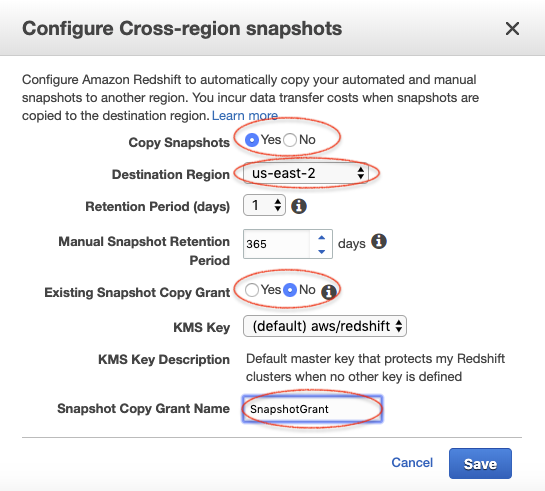 Configure Cross-region snapshots
Configure Amazon Redshift to automatically copy your automated and manual
snapshots to another region. You incur data transfer costs when snapshots are
copied to the destination region. Learn more
Copy Snapshots Yes No
Destination Region us-east-2
Retention Period (days) 1
Manual Snapshot Retention
Period
365 days
Existing Snapshot Copy Grant Yes No
KMS Key (default) aws/redshift
KMS Key Description Default master key that protects my Redshift
clusters when no other key is defined
Snapshot Copy Grant Name SnapshotGrant
Cancel Save